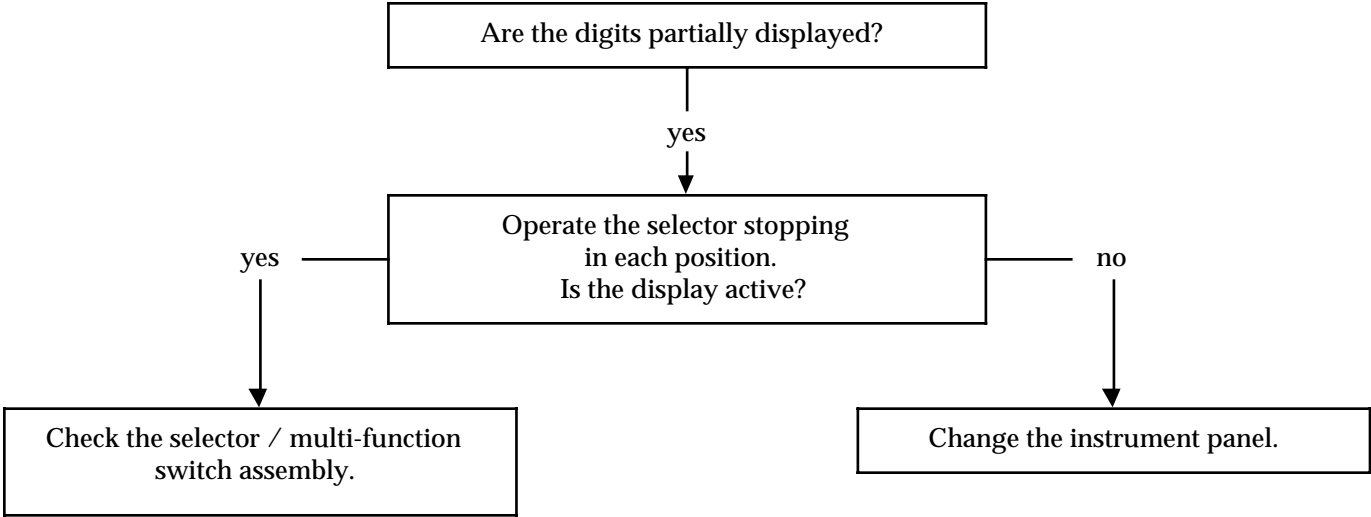 Are the digits partially displayed?
yes
Operate the selector stopping
in each position.
Is the display active?
yes
no
Check the selector / multi-function
switch assembly.
Change the instrument panel.